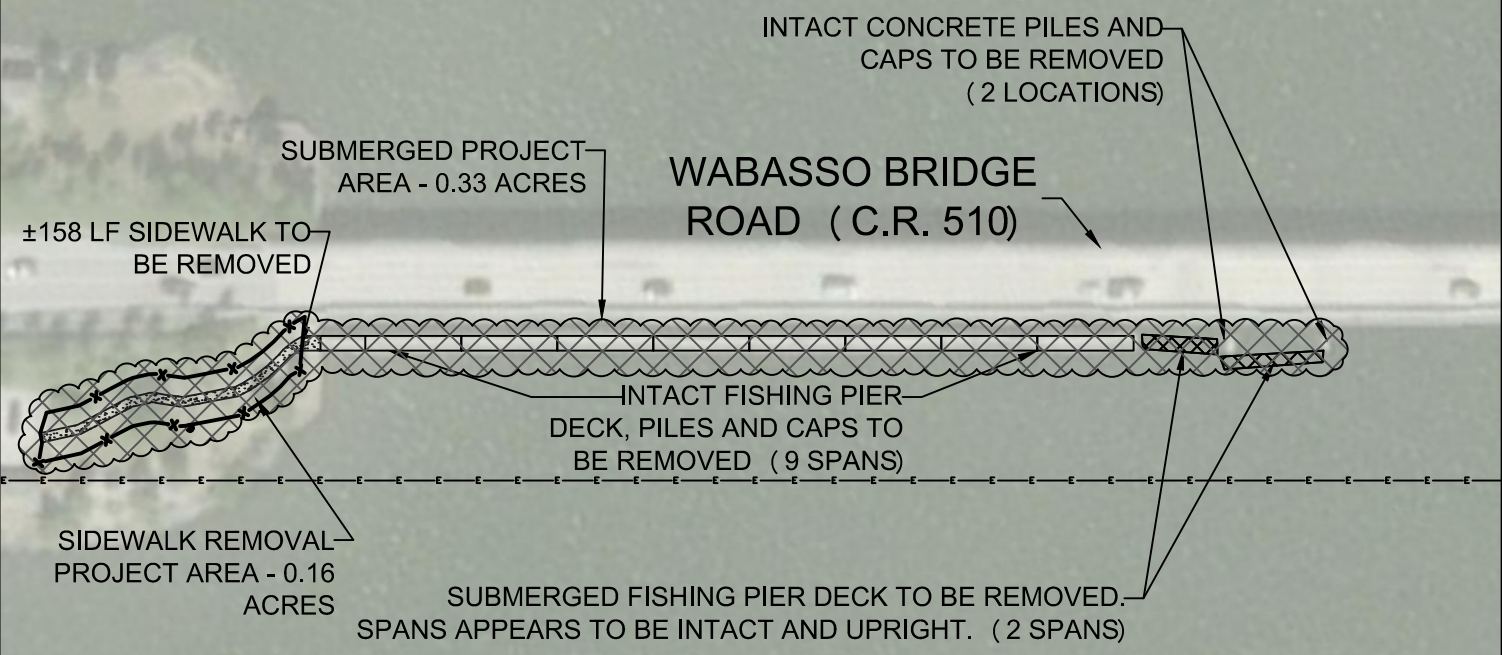 INTACT CONCRETE PILES AND
CAPS TO BE REMOVED
( 2 LOCATIONS)
SUBMERGED PROJECT
AREA - 0.33 ACRES
WABASSO BRIDGE
ROAD ( C.R. 510)
±158 LF SIDEWALK TO
BE REMOVED
INTACT FISHING PIER
DECK, PILES AND CAPS TO
BE REMOVED ( 9 SPANS)
E E E E E E E E E E E E E E E E E E E E E E E E E E E E E E E E E E E E E E
SIDEWALK REMOVAL
PROJECT AREA - 0.16
ACRES
SUBMERGED FISHING PIER DECK TO BE REMOVED.
SPANS APPEARS TO BE INTACT AND UPRIGHT. ( 2 SPANS)